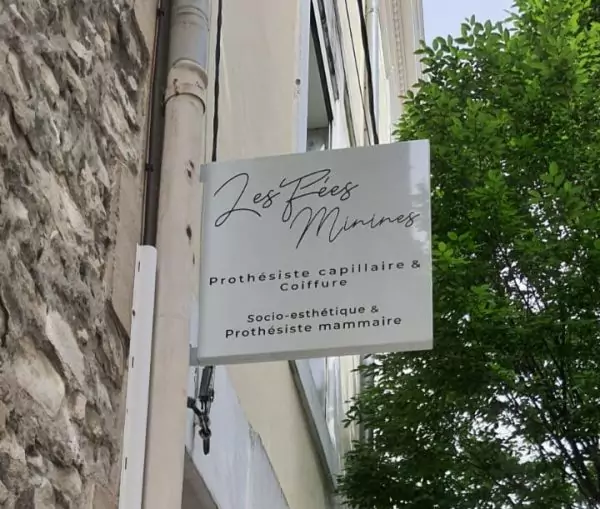 Les Fées
Minines
Prothésiste capillaire &
Coiffure
Socio-esthétique &
Prothésiste mammaire